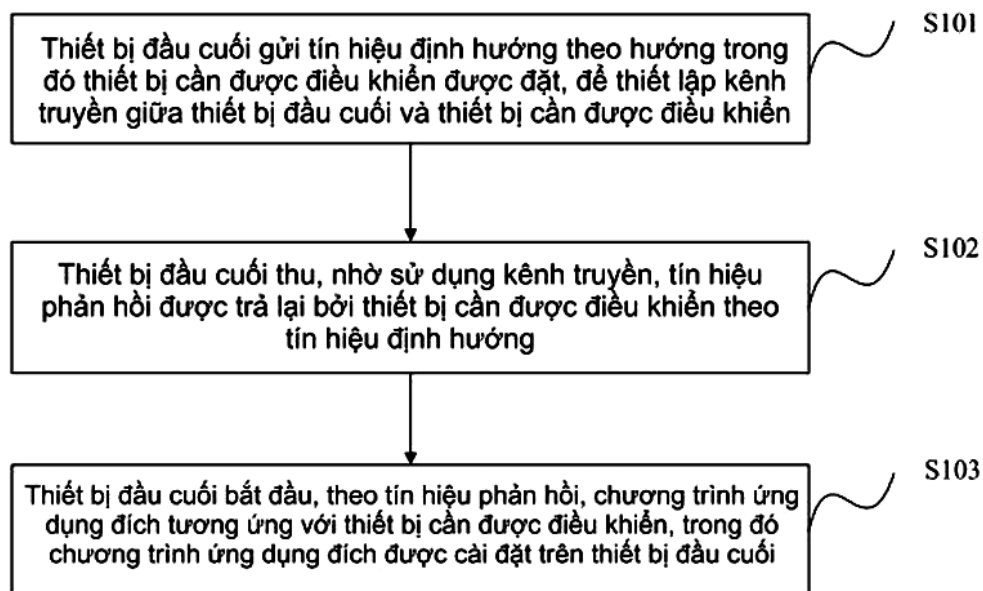 S101
Thiết bị đầu cuối gửi tín hiệu định hướng theo hướng trong
đó thiết bị cần được điều khiển được đặt, để thiết lập kênh
truyền giữa thiết bị đầu cuối và thiết bị cần được điều khiển
S102
Thiết bị đầu cuối thu, nhờ sử dụng kênh truyền, tín hiệu
phản hồi được trả lại bởi thiết bị cần được điều khiển theo
tín hiệu định hướng
S103
Thiết bị đầu cuối bắt đầu, theo tín hiệu phản hồi, chương trình ứng
dụng đích tương ứng với thiết bị cần được điều khiển, trong đó
chương trình ứng dụng đích được cài đặt trên thiết bị đầu cuối